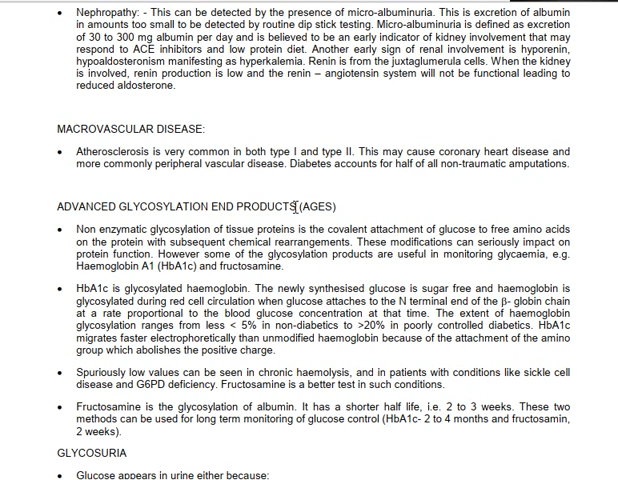 • Nephropathy: - This can be detected by the presence of micro-albuminuria. This is excretion of albumin
in amounts too small to be detected by routine dip stick testing. Micro-albuminuria is defined as excretion
of 30 to 300 mg albumin per day and is believed to be an early indicator of kidney involvement that may
respond to ACE inhibitors and low protein diet. Another early sign of renal involvement is hyporenin,
hypoaldosteronism manifesting as hyperkalemia. Renin is from the juxtaglumerula cells. When the kidney
is involved, renin production is low and the renin – angiotensin system will not be functional leading to
reduced aldosterone.
MACROVASCULAR DISEASE:
• Atherosclerosis is very common in both type I and type II. This may cause coronary heart disease and
more commonly peripheral vascular disease. Diabetes accounts for half of all non-traumatic amputations.
ADVANCED GLYCOSYLATION END PRODUCTS (AGES)
• Non enzymatic glycosylation of tissue proteins is the covalent attachment of glucose to free amino acids
on the protein with subsequent chemical rearrangements. These modifications can seriously impact on
protein function. However some of the glycosylation products are useful in monitoring glycaemia, e.g.
Haemoglobin A1 (HbA1c) and fructosamine.
• HbA1c is glycosylated haemoglobin. The newly synthesised glucose is sugar free and haemoglobin is
glycosylated during red cell circulation when glucose attaches to the N terminal end of the β- globin chain
at a rate proportional to the blood glucose concentration at that time. The extent of haemoglobin
glycosylation ranges from less < 5% in non-diabetics to >20% in poorly controlled diabetics. HbA1c
migrates faster electrophoretically than unmodified haemoglobin because of the attachment of the amino
group which abolishes the positive charge.
• Spuriously low values can be seen in chronic haemolysis, and in patients with conditions like sickle cell
disease and G6PD deficiency. Fructosamine is a better test in such conditions.
• Fructosamine is the glycosylation of albumin. It has a shorter half life, i.e. 2 to 3 weeks. These two
methods can be used for long term monitoring of glucose control (HbA1c- 2 to 4 months and fructosamin,
2 weeks).
GLYCOSURIA
• Glucose appears in urine either because: